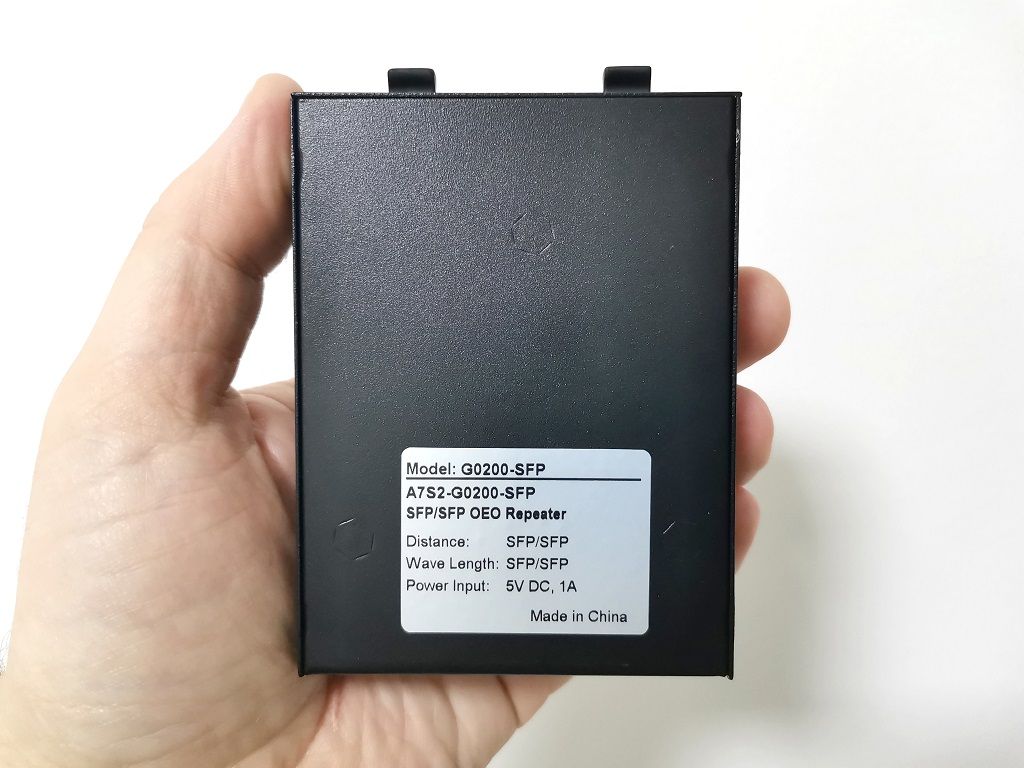 Model: G0200-SFP
A7S2-G0200-SFP
SFP/SFP OEO Repeater
Distance: SFP/SFP
Wave Length: SFP/SFP
Power Input: 5V DC, 1A
Made in China